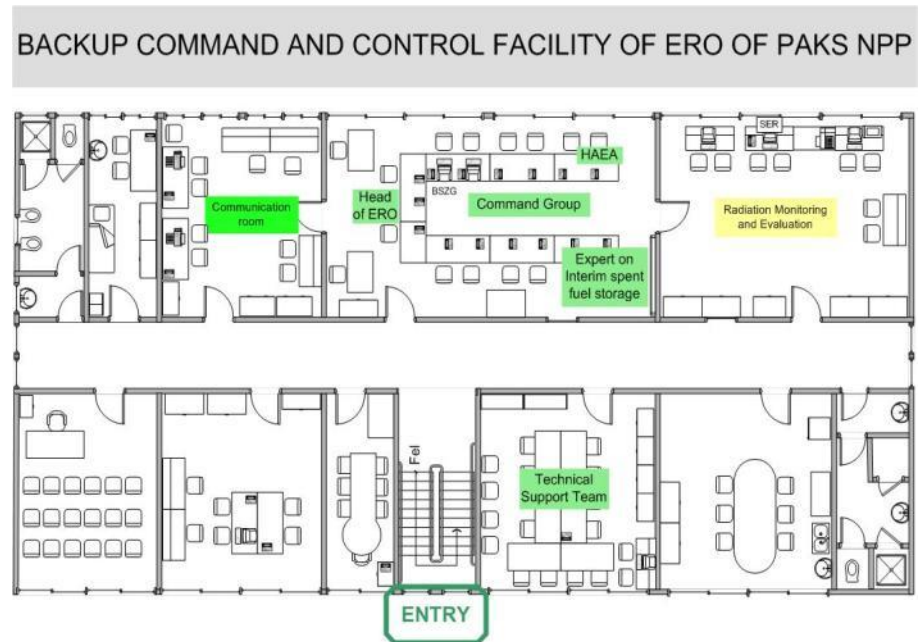 BACKUP COMMAND AND CONTROL FACILITY OF ERO OF PAKS NPP
SER
HAEA
BSZG
Head
of ERO
Command Group
Communication
room
Radiation Monitoring
and Evaluation
Expert on
Interim spent
fuel storage
Fel
Technical
Support Team
ENTRY